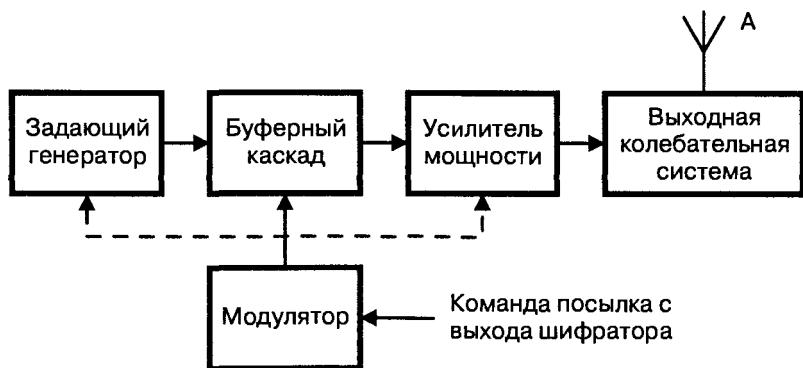 А
Задающий
генератор
Буферный
каскад
Усилитель
мощности
Выходная
колебательная
система
Модулятор
Команда посылка с
выхода шифратора